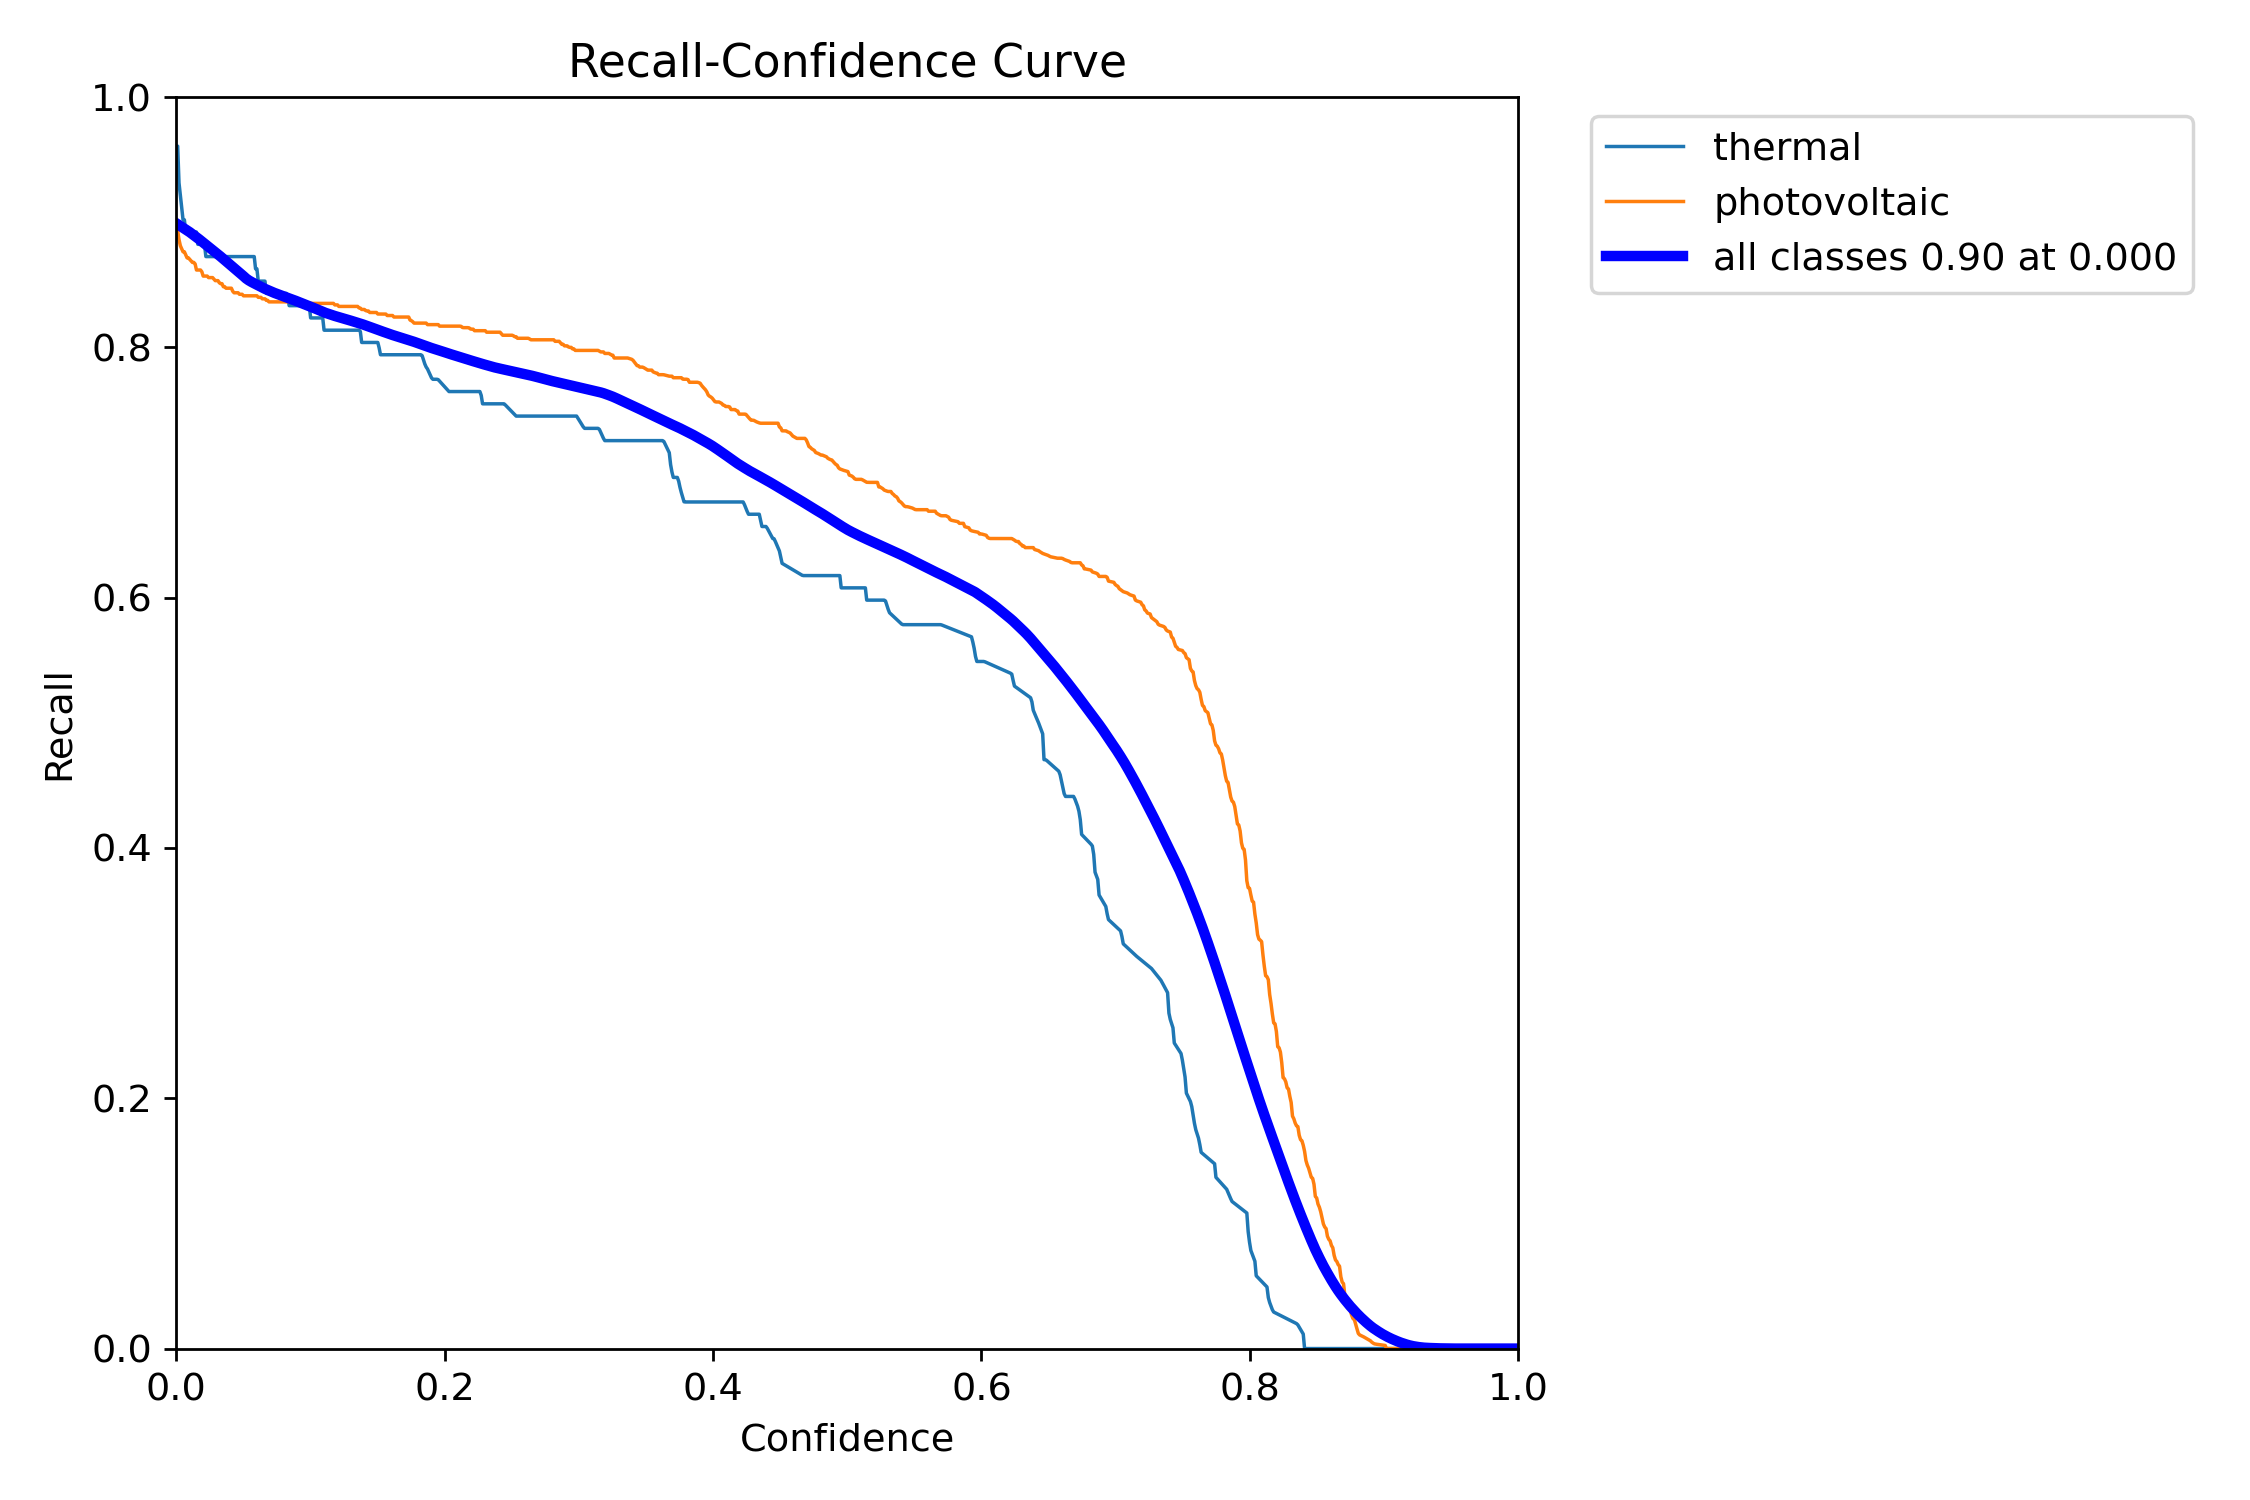 Recall-Confidence Curve
1.0
0.8
0.6
0.4
0.2
0.0
Recall
0.0 0.2 0.4 0.6 0.8 1.0
Confidence
thermal
photovoltaic
all classes 0.90 at 0.000